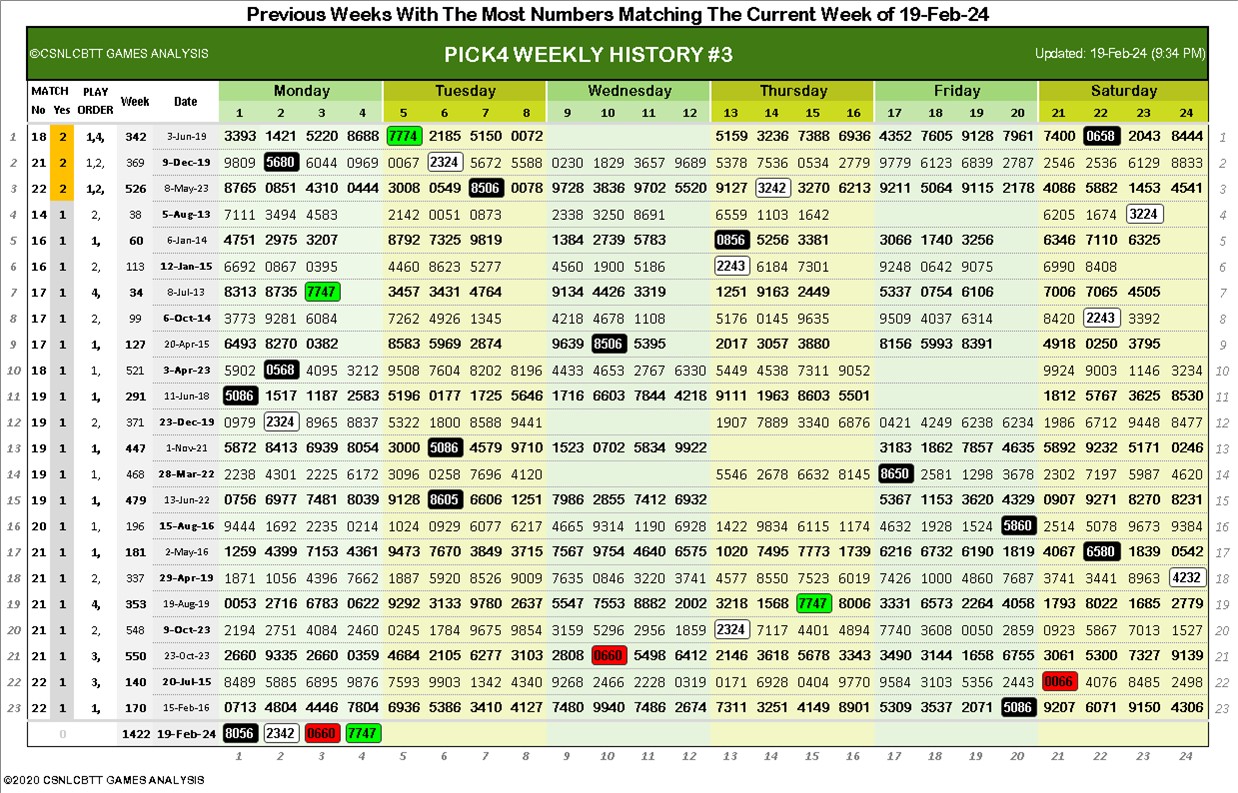 Previous Weeks With The Most Numbers Matching The Current Week of 19-Feb-24
©CSNLCBTT GAMES ANALYSIS PICK4 WEEKLY HISTORY #3 Updated: 19-Feb-24 (9:34 PM)
MATCH PLAY Week Date Monday Tuesday Wednesday Thursday Friday Saturday
No Yes ORDER 1 2 3 4 5 6 7 8 9 10 11 12 13 14 15 16 17 18 19 20 21 22 23 24
1 18 2 1,4, 342 3-Jun-19 3393 1421 5220 8688 7774 2185 5150 0072 5159 3236 7388 6936 4352 7605 9128 7961 7400 0658 2043 8444 1
2 21 2 1,2, 369 9-Dec-19 9809 5680 6044 0969 0067 2324 5672 5588 0230 1829 3657 9689 5378 7536 0534 2779 9779 6123 6839 2787 2546 2536 6129 8833 2
3 22 2 1,2, 526 8-May-23 8765 0851 4310 0444 3008 0549 8506 0078 9728 3836 9702 5520 9127 3242 3270 6213 9211 5064 9115 2178 4086 5882 1453 4541 3
4 14 1 2, 38 5-Aug-13 7111 3494 4583 2142 0051 0873 2338 3250 8691 6559 1103 1642 6205 1674 3224 4
5 16 1 1, 60 6-Jan-14 4751 2975 3207 8792 7325 9819 1384 2739 5783 0856 5256 3381 3066 1740 3256 6346 7110 6325 5
6 16 1 2, 113 12-Jan-15 6692 0867 0395 4460 8623 5277 4560 1900 5186 2243 6184 7301 9248 0642 9075 6990 8408 6
7 17 1 4, 34 8-Jul-13 8313 8735 7747 3457 3431 4764 9134 4426 3319 1251 9163 2449 5337 0754 6106 7006 7065 4505 7
8 17 1 2, 99 6-Oct-14 3773 9281 6084 7262 4926 1345 4218 4678 1108 5176 0145 9635 9509 4037 6314 8420 2243 3392 8
9 17 1 1, 127 20-Apr-15 6493 8270 0382 8583 5969 2874 9639 8506 5395 2017 3057 3880 8156 5993 8391 4918 0250 3795 9
10 18 1 1, 521 3-Apr-23 5902 0568 4095 3212 9508 7604 8202 8196 4433 4653 2767 6330 5449 4538 7311 9052 9924 9003 1146 3234 10
11 19 1 1, 291 11-Jun-18 5086 1517 1187 2583 5196 0177 1725 5646 1716 6603 7844 4218 9111 1963 8603 5501 1812 5767 3625 8530 11
12 19 1 2, 371 23-Dec-19 0979 2324 8965 8837 5322 1800 8588 9441 1907 7889 3340 6876 0421 4249 6238 6234 1986 6712 9448 8477 12
13 19 1 1, 447 1-Nov-21 5872 8413 6939 8054 3000 5086 4579 9710 1523 0702 5834 9922 3183 1862 7857 4635 5892 9232 5171 0246 13
14 19 1 1, 468 28-Mar-22 2238 4301 2225 6172 3096 0258 7696 4120 5546 2678 6632 8145 8650 2581 1298 3678 2302 7197 5987 4620 14
15 19 1 1, 479 13-Jun-22 0756 6977 7481 8039 9128 8605 6606 1251 7986 2855 7412 6932 5367 1153 3620 4329 0907 9271 8270 8231 15
16 20 1 1, 196 15-Aug-16 9444 1692 2235 0214 1024 0929 6077 6217 4665 9314 1190 6928 1422 9834 6115 1174 4632 1928 1524 5860 2514 5078 9673 9384 16
17 21 1 1, 181 2-May-16 1259 4399 7153 4361 9473 7670 3849 3715 7567 9754 4640 6575 1020 7495 7773 1739 6216 6732 6190 1819 4067 6580 1839 0542 17
18 21 1 2, 337 29-Apr-19 1871 1056 4396 7662 1887 5920 8526 9009 7635 0846 3220 3741 4577 8550 7523 6019 7426 1000 4860 7687 3741 3441 8963 4232 18
19 21 1 4, 353 19-Aug-19 0053 2716 6783 0622 9292 3133 9780 2637 5547 7553 8882 2002 3218 1568 7747 8006 3331 6573 2264 4058 1793 8022 1685 2779 19
20 21 1 2, 548 9-Oct-23 2194 2751 4084 2460 0245 1784 9675 9854 3159 5296 2956 1859 2324 7117 4401 4894 7740 3608 0050 2859 0923 5867 7013 1527 20
21 21 1 3, 550 23-Oct-23 2660 9335 2660 0359 4684 2105 6277 3103 2808 0660 5498 6412 2146 3618 5678 3343 3490 3144 1658 6755 3061 5300 7327 9139 21
22 22 1 3, 140 20-Jul-15 8489 5885 6895 9876 7593 9903 1342 4340 9268 2466 2228 0319 0171 6928 0404 9770 9584 3103 5356 2443 0066 4076 8485 2498 22
23 22 1 1, 170 15-Feb-16 0713 4804 4446 7804 6936 5386 3410 4127 7480 9940 7486 2674 7311 3251 4149 8901 5309 3537 2071 5086 9207 6071 9150 4306 23
0 1422 19-Feb-24 8056 2342 0660 7747
1 2 3 4 5 6 7 8 9 10 11 12 13 14 15 16 17 18 19 20 21 22 23 24
©2020 CSNLCBTT GAMES ANALYSIS